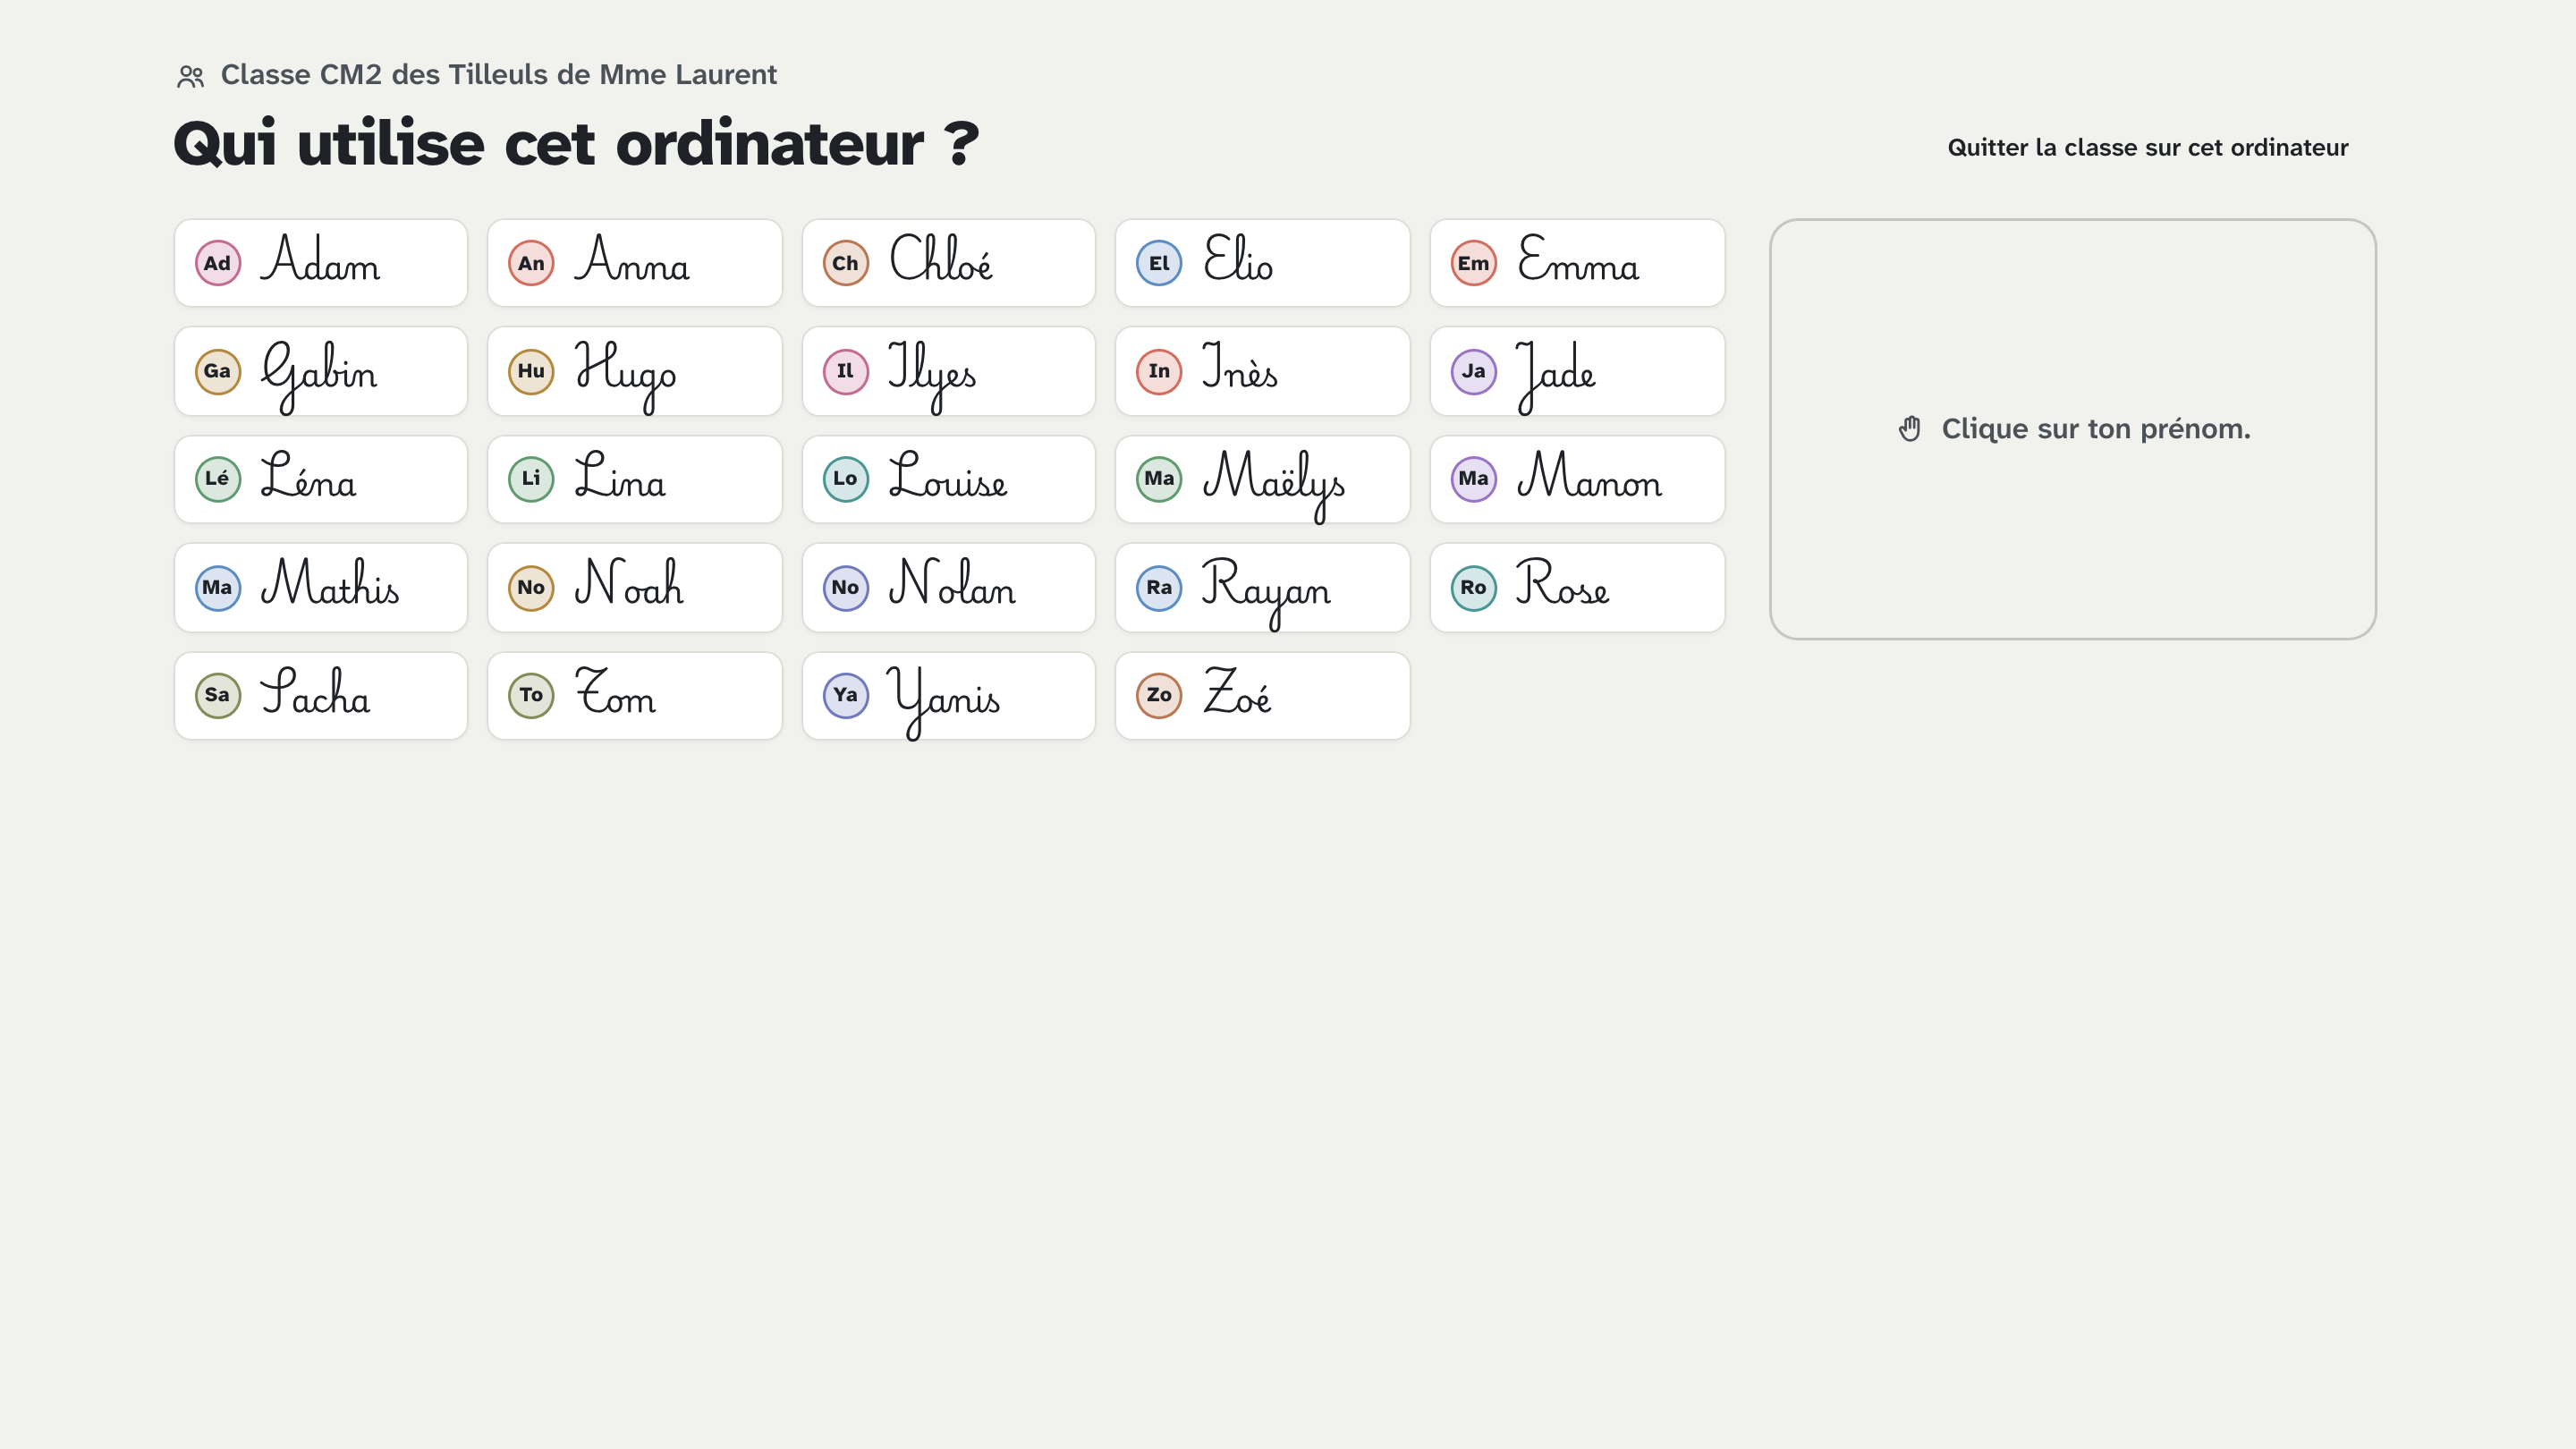 Classe CM2 des Tilleuls de Mme Laurent
Qui utilise cet ordinateur ?
Quitter la classe sur cet ordinateur
Ad Adam
An Anna
Ch Chloé
El Elio
Em Emma
Ga Gabin
Hu Hugo
Il Ilyes
In Inès
Ja Jade
Lé Léna
Li Lina
Lo Louise
Ma Maëlys
Ma Manon
Ma Mathis
No Noah
No Nolan
Ra Rayan
Ro Rose
Sa Sacha
To Tom
Ya Yanis
Zo Zoé
Clique sur ton prénom.